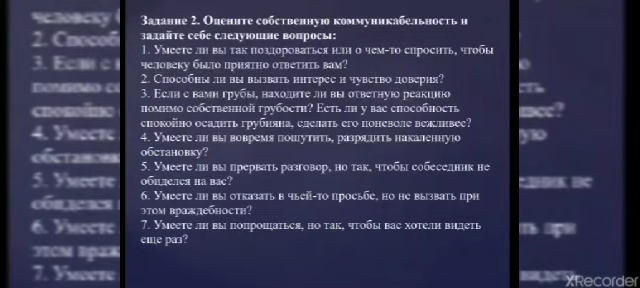 Задание 2. Оцените собственную коммуникабельность и
задайте себе следующие вопросы:
1. Умеете ли вы так поздороваться или о чем-то спросить, чтобы
человеку было приятно ответить вам?
2. Способны ли вы вызвать интерес и чувство доверия?
3. Если с вами грубы, находите ли вы ответную реакцию
помимо собственной грубости? Есть ли у вас способность
спокойно осадить грубияна, сделать его поневоле вежливее?
4. Умеете ли вы вовремя пошутить, разрядить накаленную
обстановку?
5. Умеете ли вы прервать разговор, но так, чтобы собеседник не
обиделся на вас?
6. Умеете ли вы отказать в чьей-то просьбе, но не вызвать при
этом враждебности?
7. Умеете ли вы попрощаться, но так, чтобы вас хотели видеть
еще раз?
XRecorder